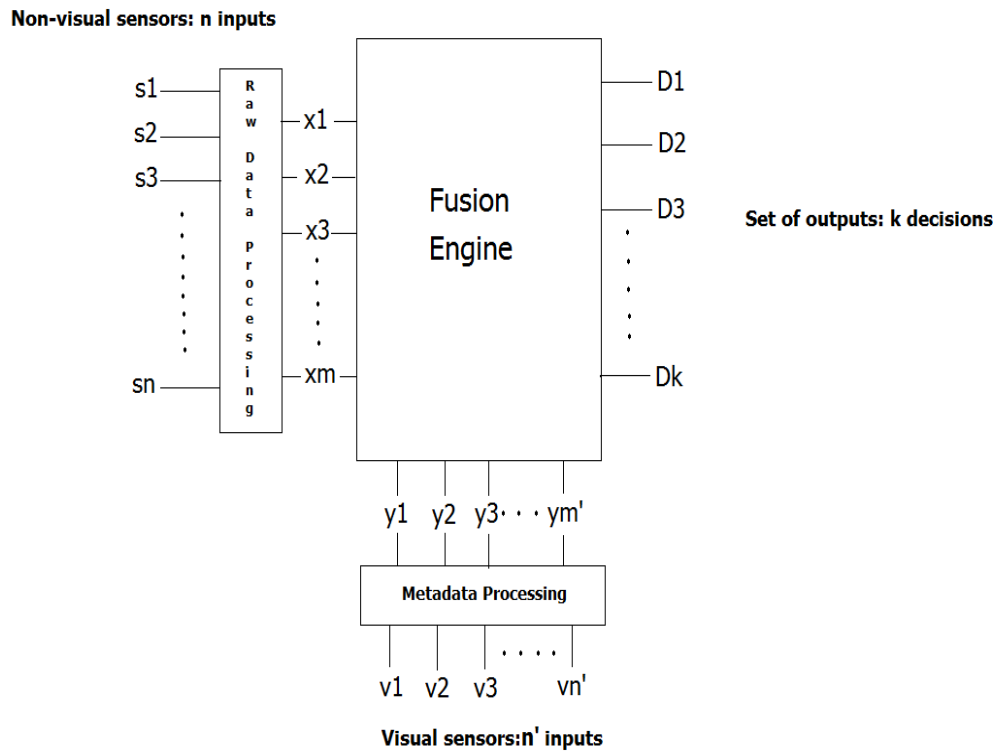 Non-visual sensors: n inputs
s1
s2
s3
sn
Raw Data Processing
x1
x2
x3
xm
Fusion
Engine
D1
D2
D3
Dk
Set of outputs: k decisions
y1 y2 y3 ym'
Metadata Processing
v1 v2 v3 vn'
Visual sensors:n' inputs